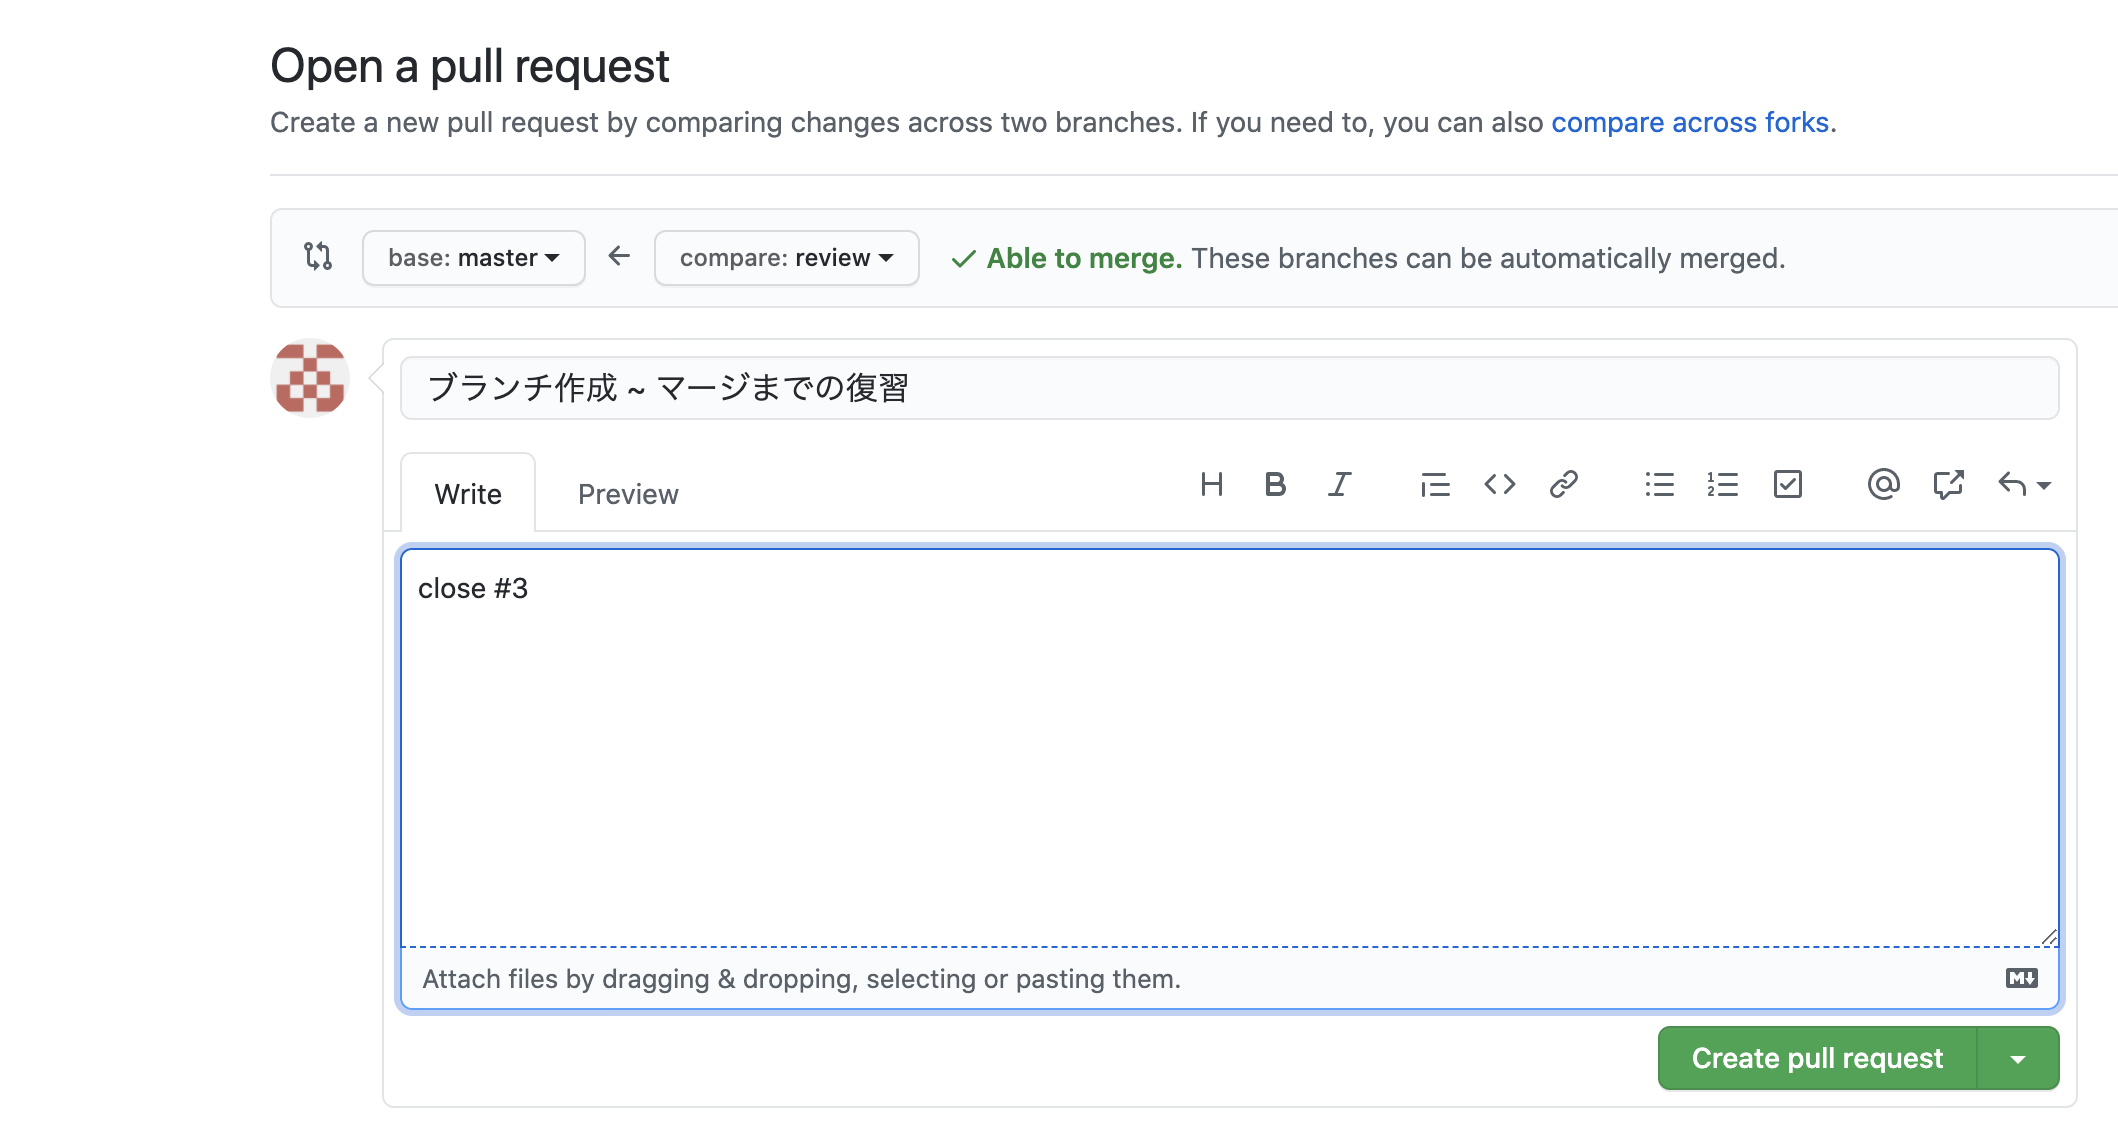 Open a pull request
Create a new pull request by comparing changes across two branches. If you need to, you can also compare across forks.
base: master compare: review Able to merge. These branches can be automatically merged.
ブランチ作成 ~ マージまでの復習
Write Preview
close #3
Attach files by dragging & dropping, selecting or pasting them.
Create pull request